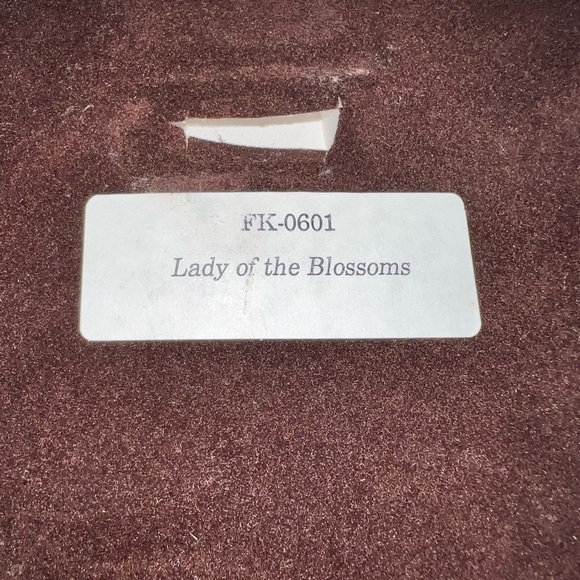 FK-0601
Lady of the Blossoms